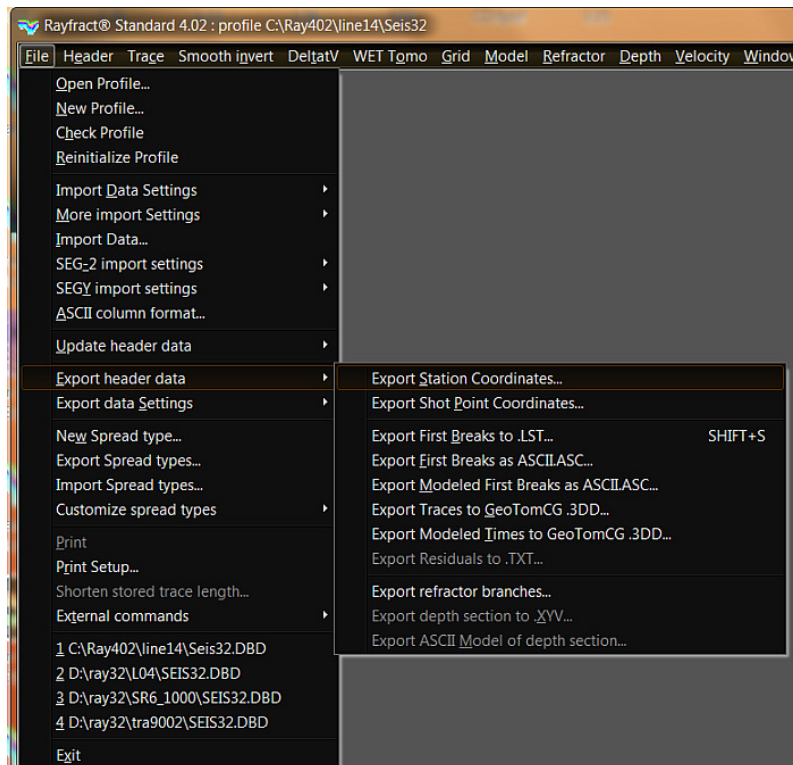 Rayfract® Standard 4.02 : profile C:\Ray402\line14\Seis32
File Header Trace Smooth invert DeltatV WET Tomo Grid Model Refractor Depth Velocity Window
Open Profile...
New Profile...
Check Profile
Reinitialize Profile
Import Data Settings
More import Settings
Import Data...
SEG-2 import settings
SEGY import settings
ASCII column format...
Update header data
Export header data
Export data Settings
New Spread type...
Export Spread types...
Import Spread types...
Customize spread types
Print
Print Setup...
Shorten stored trace length...
External commands
1 C:\Ray402\line14\Seis32.DBD
2 D:\ray32\L04\SEIS32.DBD
3 D:\ray32\SR6_1000\SEIS32.DBD
4 D:\ray32\tra9002\SEIS32.DBD
Exit
Export Station Coordinates...
Export Shot Point Coordinates...
Export First Breaks to .LST... SHIFT+S
Export First Breaks as ASCII.ASC...
Export Modeled First Breaks as ASCII.ASC...
Export Traces to GeoTomCG .3DD...
Export Modeled Times to GeoTomCG .3DD...
Export Residuals to .TXT...
Export refractor branches...
Export depth section to .XYV...
Export ASCII Model of depth section...